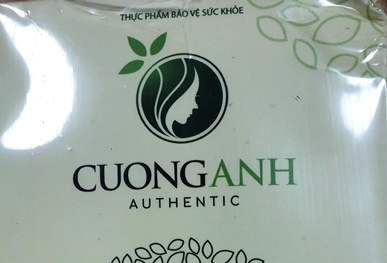 THỰC PHẨM BẢO VỆ SỨC KHỎE
CUONGANH
AUTHENTIC